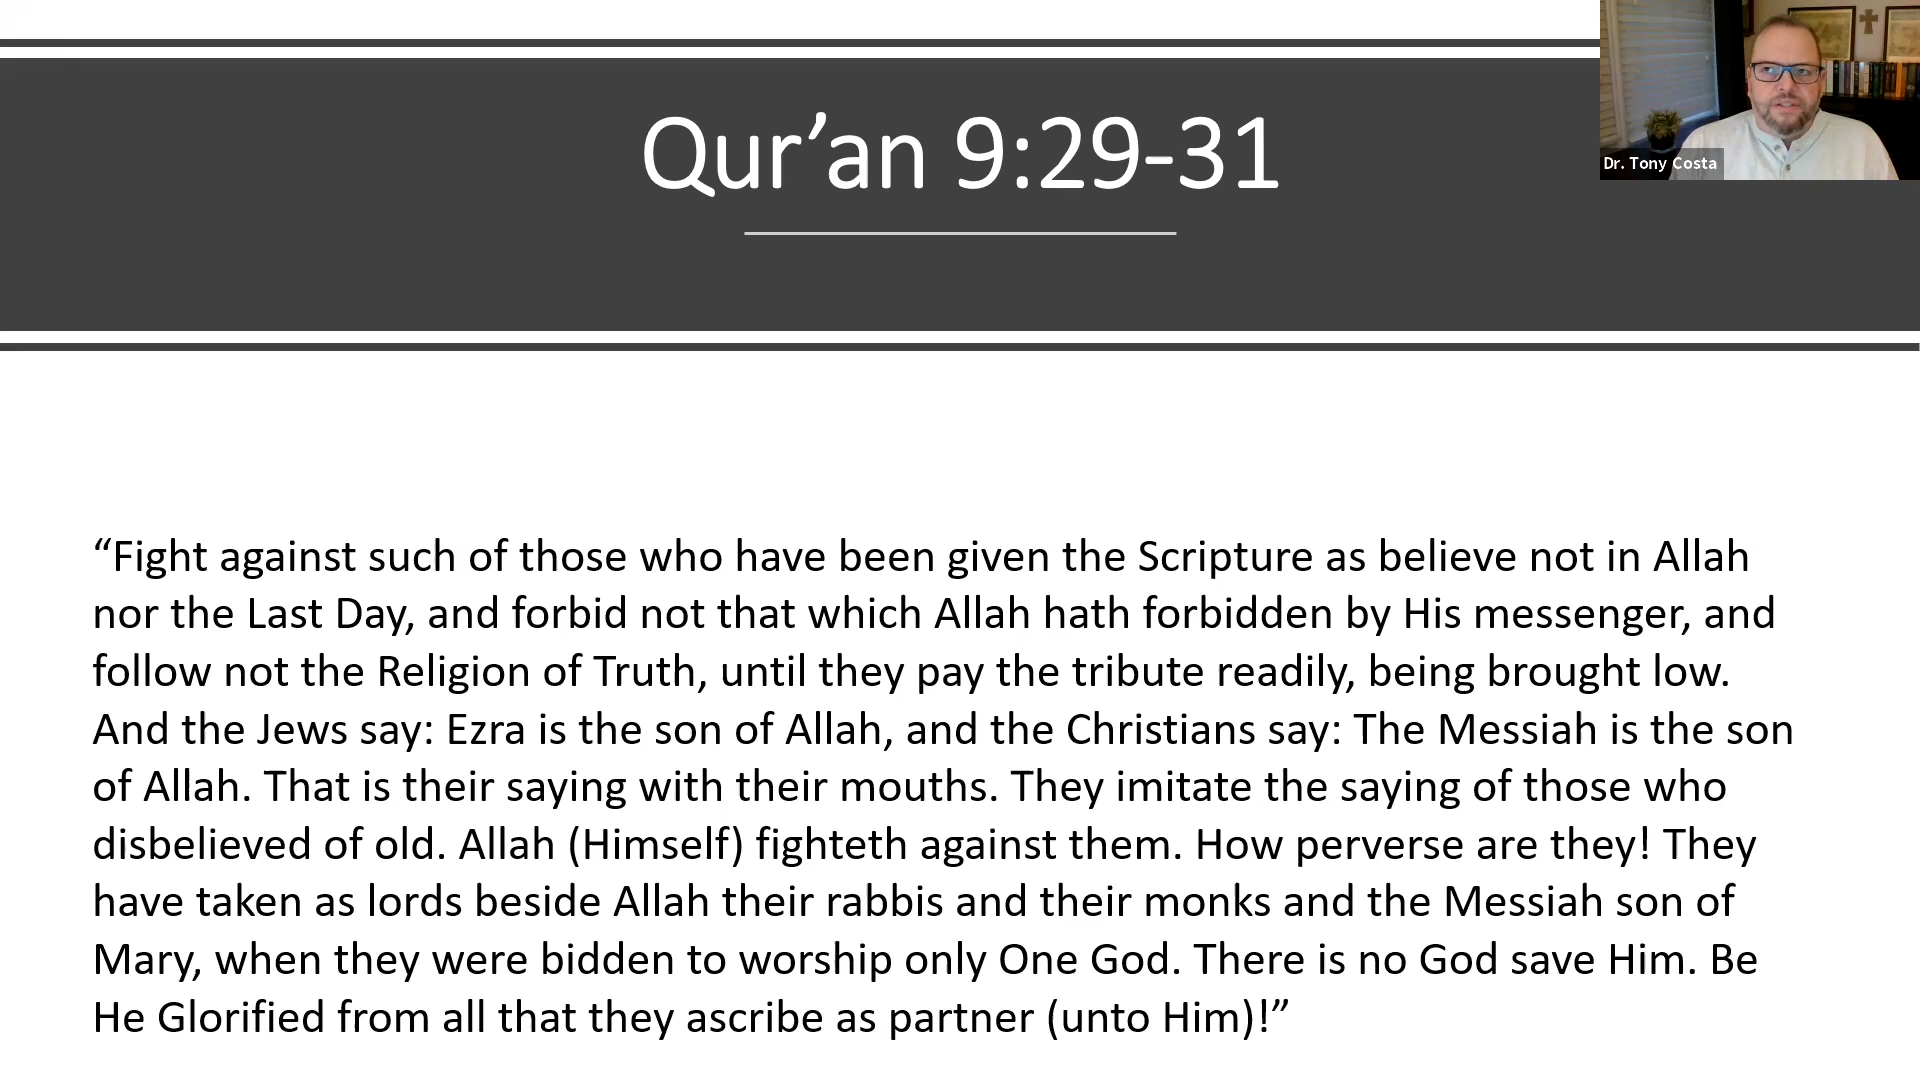 Qur’an 9:29-31
Dr. Tony Costa
“Fight against such of those who have been given the Scripture as believe not in Allah
nor the Last Day, and forbid not that which Allah hath forbidden by His messenger, and
follow not the Religion of Truth, until they pay the tribute readily, being brought low.
And the Jews say: Ezra is the son of Allah, and the Christians say: The Messiah is the son
of Allah. That is their saying with their mouths. They imitate the saying of those who
disbelieved of old. Allah (Himself) fighteth against them. How perverse are they! They
have taken as lords beside Allah their rabbis and their monks and the Messiah son of
Mary, when they were bidden to worship only One God. There is no God save Him. Be
He Glorified from all that they ascribe as partner (unto Him)!”